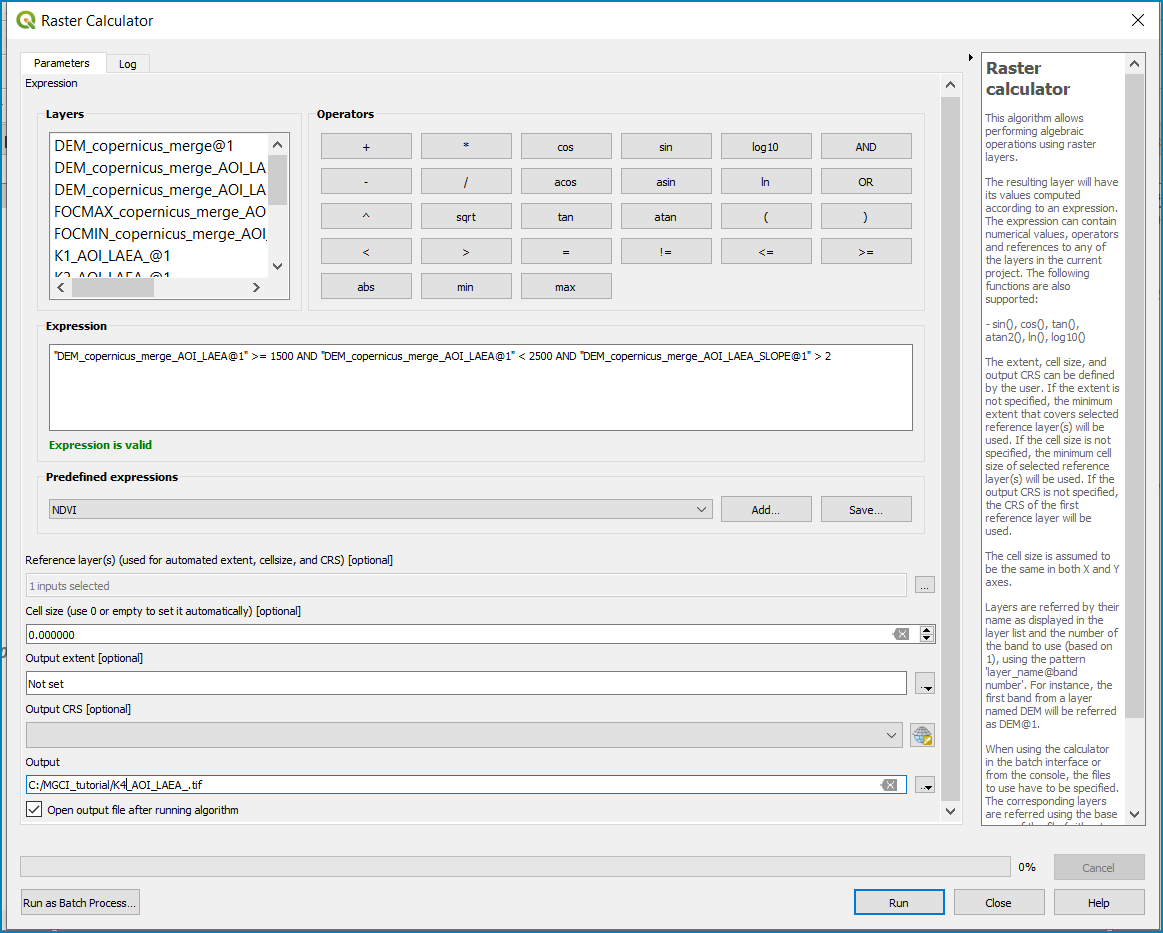 Raster Calculator
Parameters
Log
Expression
Layers
DEM_copernicus_merge@1
DEM_copernicus_merge_AOI_LA
DEM_copernicus_merge_AOI_LA
FOCMAX_copernicus_merge_AO
FOCMIN_copernicus_merge_AOI_
K1_AOI_LAEA_@1
K2_AOI_LAEA_@1
Operators
+ * cos sin log10 AND
- / acos asin ln OR
^ sqrt tan atan ( )
< > = != <= >=
abs min max
Expression
"DEM_copernicus_merge_AOI_LAEA@1" >= 1500 AND "DEM_copernicus_merge_AOI_LAEA@1" < 2500 AND "DEM_copernicus_merge_AOI_LAEA_SLOPE@1" > 2
Expression is valid
Predefined expressions
NDVI
Add...
Save...
Reference layer(s) (used for automated extent, cellsize, and CRS) [optional]
1 inputs selected
...
Cell size (use 0 or empty to set it automatically) [optional]
0.000000
Output extent [optional]
Not set
...
Output CRS [optional]
Output
C:/MGCI_tutorial/K4_AOI_LAEA_.tif
...
Open output file after running algorithm
Raster
calculator
This algorithm allows
performing algebraic
operations using raster
layers.
The resulting layer will have
its values computed
according to an expression.
The expression can contain
numerical values, operators
and references to any of
the layers in the current
project. The following
functions are also
supported:
- sin(), cos(), tan(),
atan2(), ln(), log10()
The extent, cell size, and
output CRS can be defined
by the user. If the extent is
not specified, the minimum
extent that covers selected
reference layer(s) will be
used. If the cell size is not
specified, the minimum cell
size of selected reference
layer(s) will be used. If the
output CRS is not specified,
the CRS of the first
reference layer will be
used.
The cell size is assumed to
be the same in both X and Y
axes.
Layers are referred by their
name as displayed in the
layer list and the number of
the band to use (based on
1), using the pattern
'layer_name@band
number'. For instance, the
first band from a layer
named DEM will be referred
as DEM@1.
When using the calculator
in the batch interface or
from the console, the files
to use have to be specified.
The corresponding layers
are referred using the base
0%
Cancel
Run as Batch Process...
Run
Close
Help